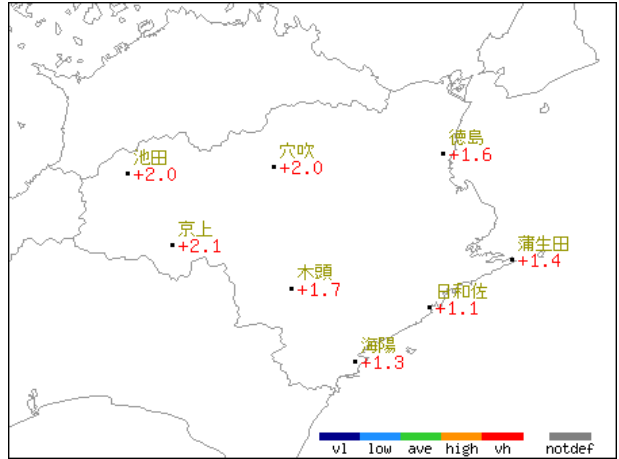 徳島
+1.6
池田
+2.0
穴吹
+2.0
京上
+2.1
蒲生田
+1.4
木頭
+1.7
日和佐
+1.1
海陽
+1.3
vl low ave high vh notdef